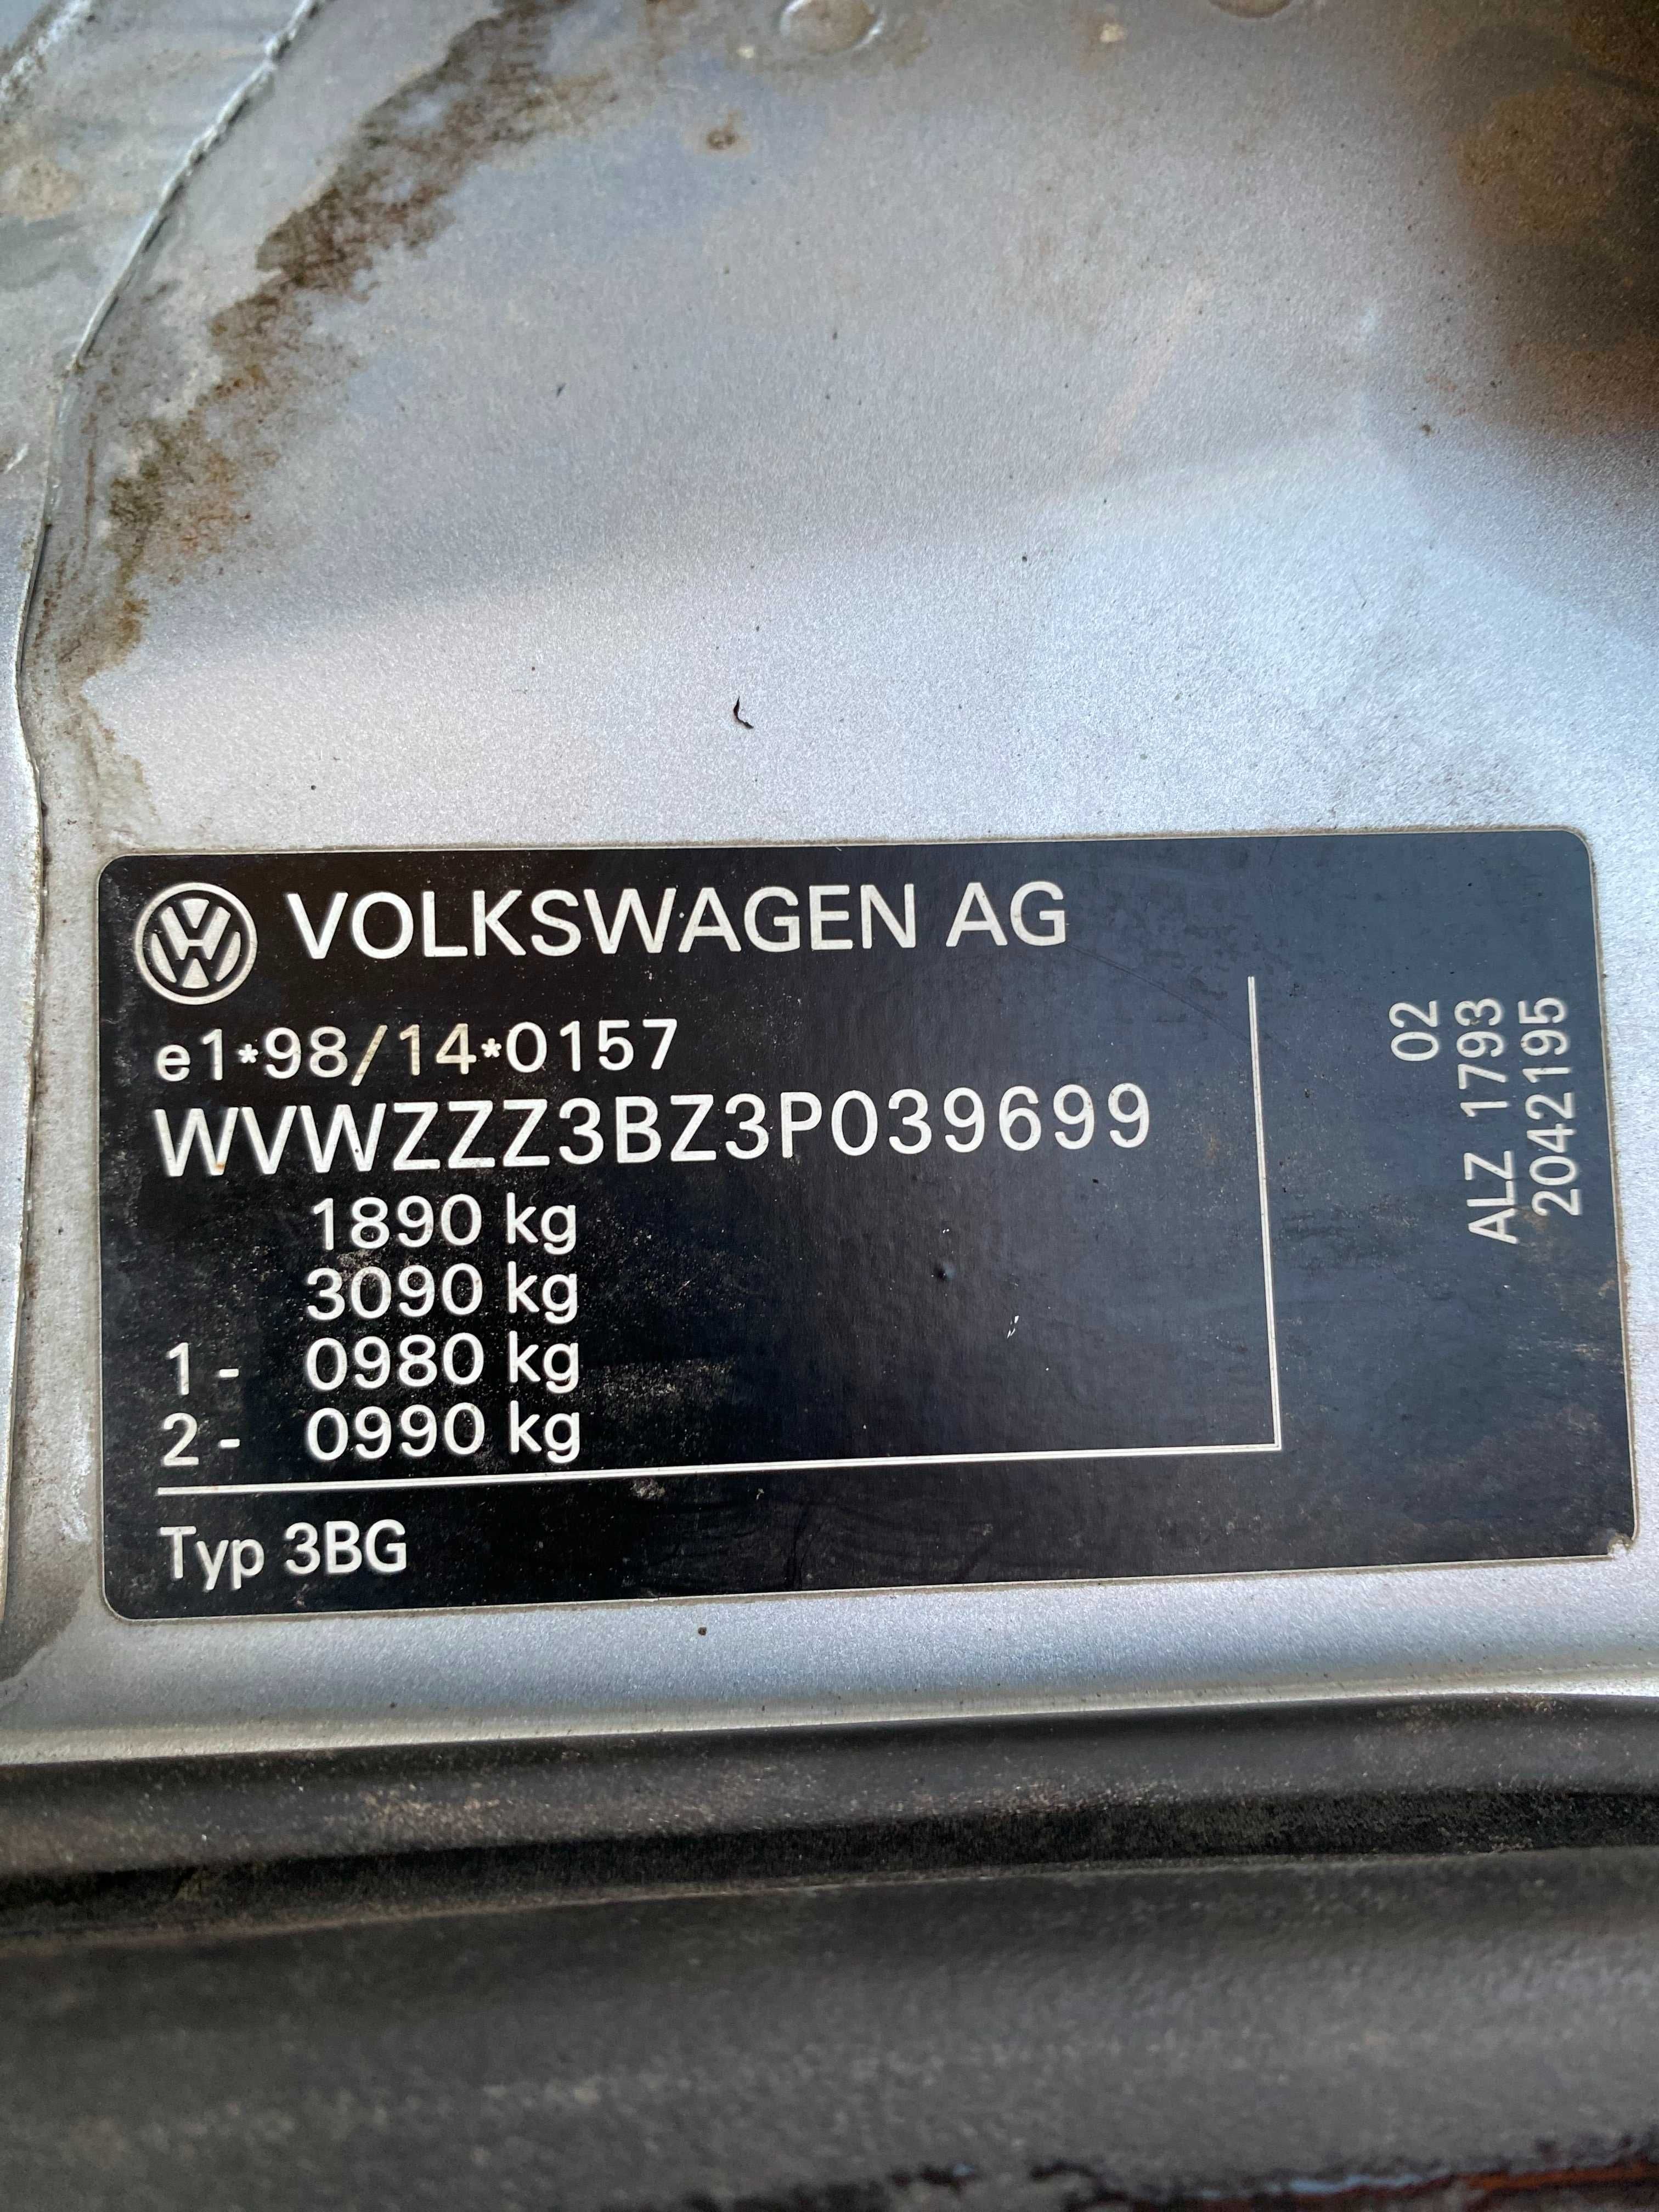 VOLKSWAGEN AG
e1*98/14*0157
WVWZZZ3BZ3P039699
1890 kg
3090 kg
1- 0980 kg
2- 0990 kg
Typ 3BG
02
ALZ 1793
2042195